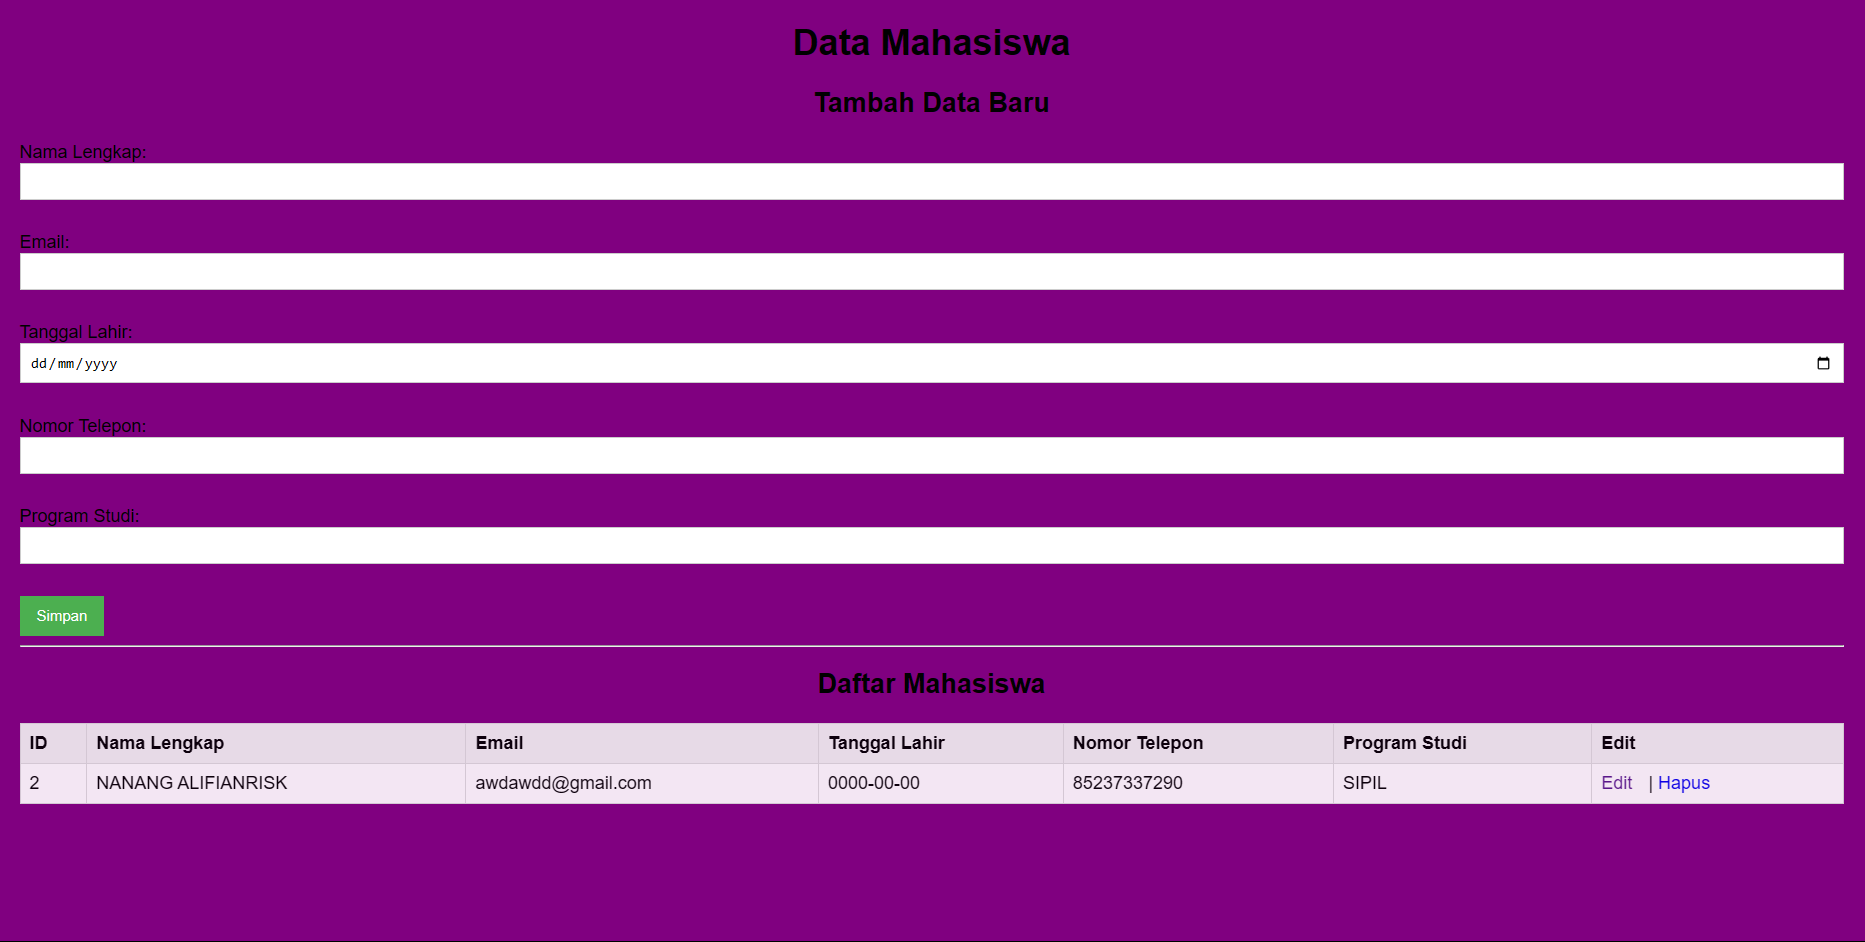 Data Mahasiswa
Tambah Data Baru
Nama Lengkap:
Email:
Tanggal Lahir:
dd/mm/yyyy
Nomor Telepon:
Program Studi:
Simpan
Daftar Mahasiswa
ID Nama Lengkap Email Tanggal Lahir Nomor Telepon Program Studi Edit
2 NANANG ALIFIANRISK awdawdd@gmail.com 0000-00-00 85237337290 SIPIL Edit | Hapus